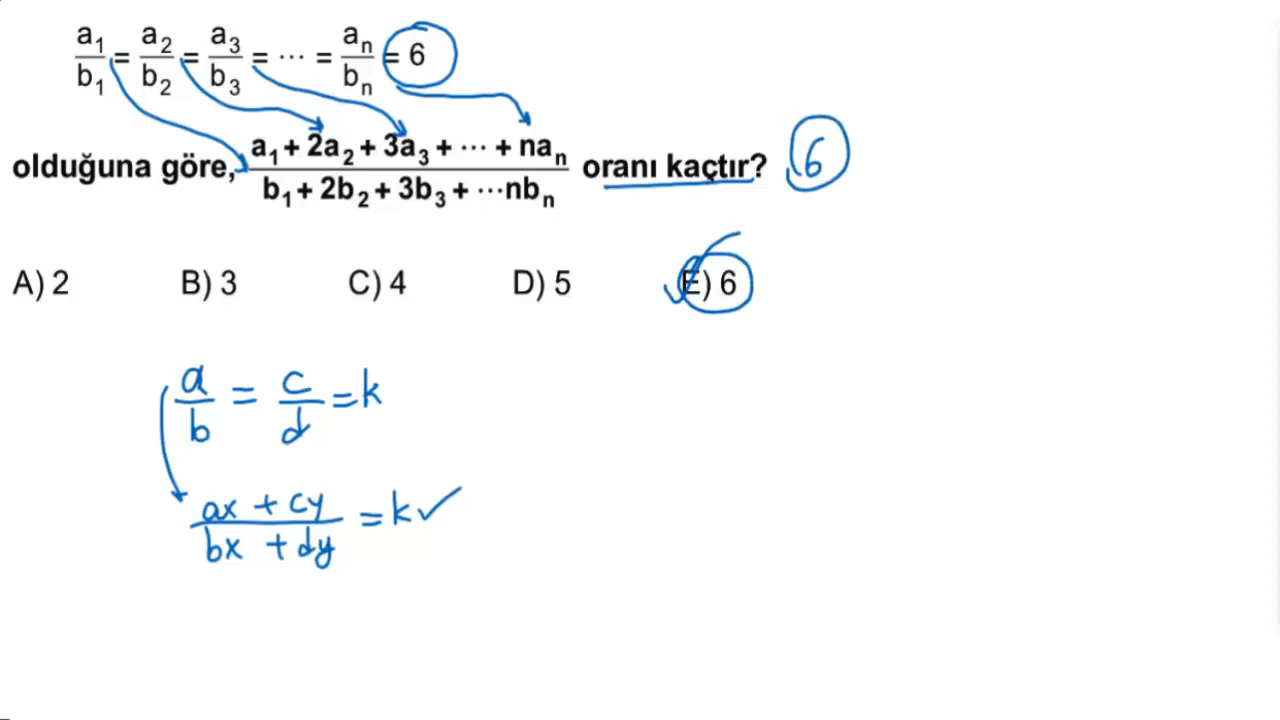 a₁/b₁ = a₂/b₂ = a₃/b₃ = ⋯ = aₙ/bₙ = 6
olduğuna göre, (a₁ + 2a₂ + 3a₃ + ⋯ + naₙ)/(b₁ + 2b₂ + 3b₃ + ⋯nbₙ) oranı kaçtır? 6
A) 2 B) 3 C) 4 D) 5 E) 6
a/b = c/d = k
(ax + cy)/(bx + dy) = k ✓